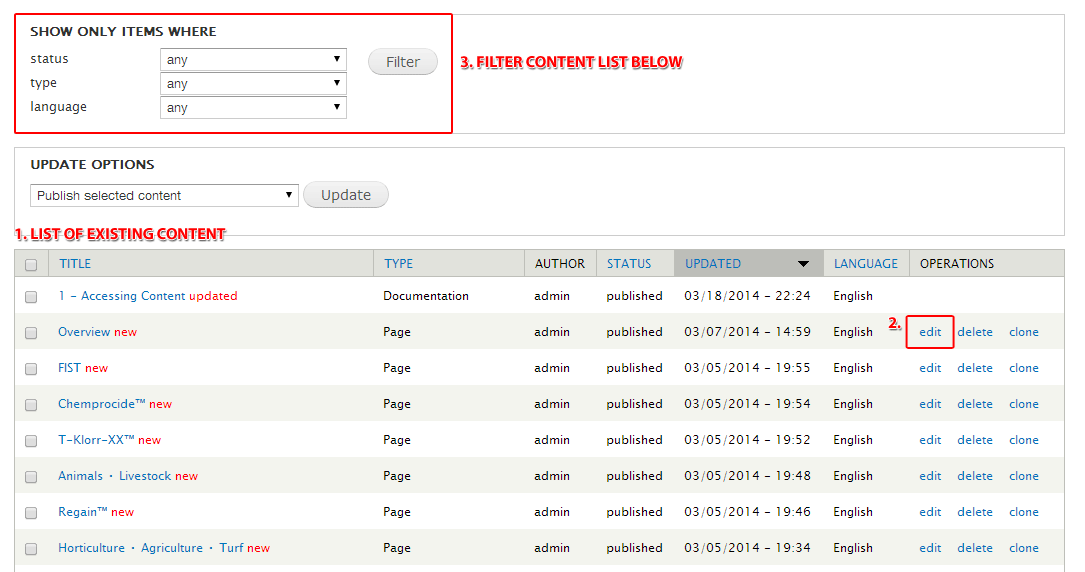 SHOW ONLY ITEMS WHERE
status any Filter 3. FILTER CONTENT LIST BELOW
type any
language any
UPDATE OPTIONS
Publish selected content Update
1. LIST OF EXISTING CONTENT
TITLE TYPE AUTHOR STATUS UPDATED LANGUAGE OPERATIONS
1 - Accessing Content updated Documentation admin published 03/18/2014 - 22:24 English
Overview new Page admin published 03/07/2014 - 14:59 English 2. edit delete clone
FIST new Page admin published 03/05/2014 - 19:55 English edit delete clone
Chemprocide™ new Page admin published 03/05/2014 - 19:54 English edit delete clone
T-Klorr-XX™ new Page admin published 03/05/2014 - 19:52 English edit delete clone
Animals · Livestock new Page admin published 03/05/2014 - 19:48 English edit delete clone
Regain™ new Page admin published 03/05/2014 - 19:46 English edit delete clone
Horticulture · Agriculture · Turf new Page admin published 03/05/2014 - 19:34 English edit delete clone